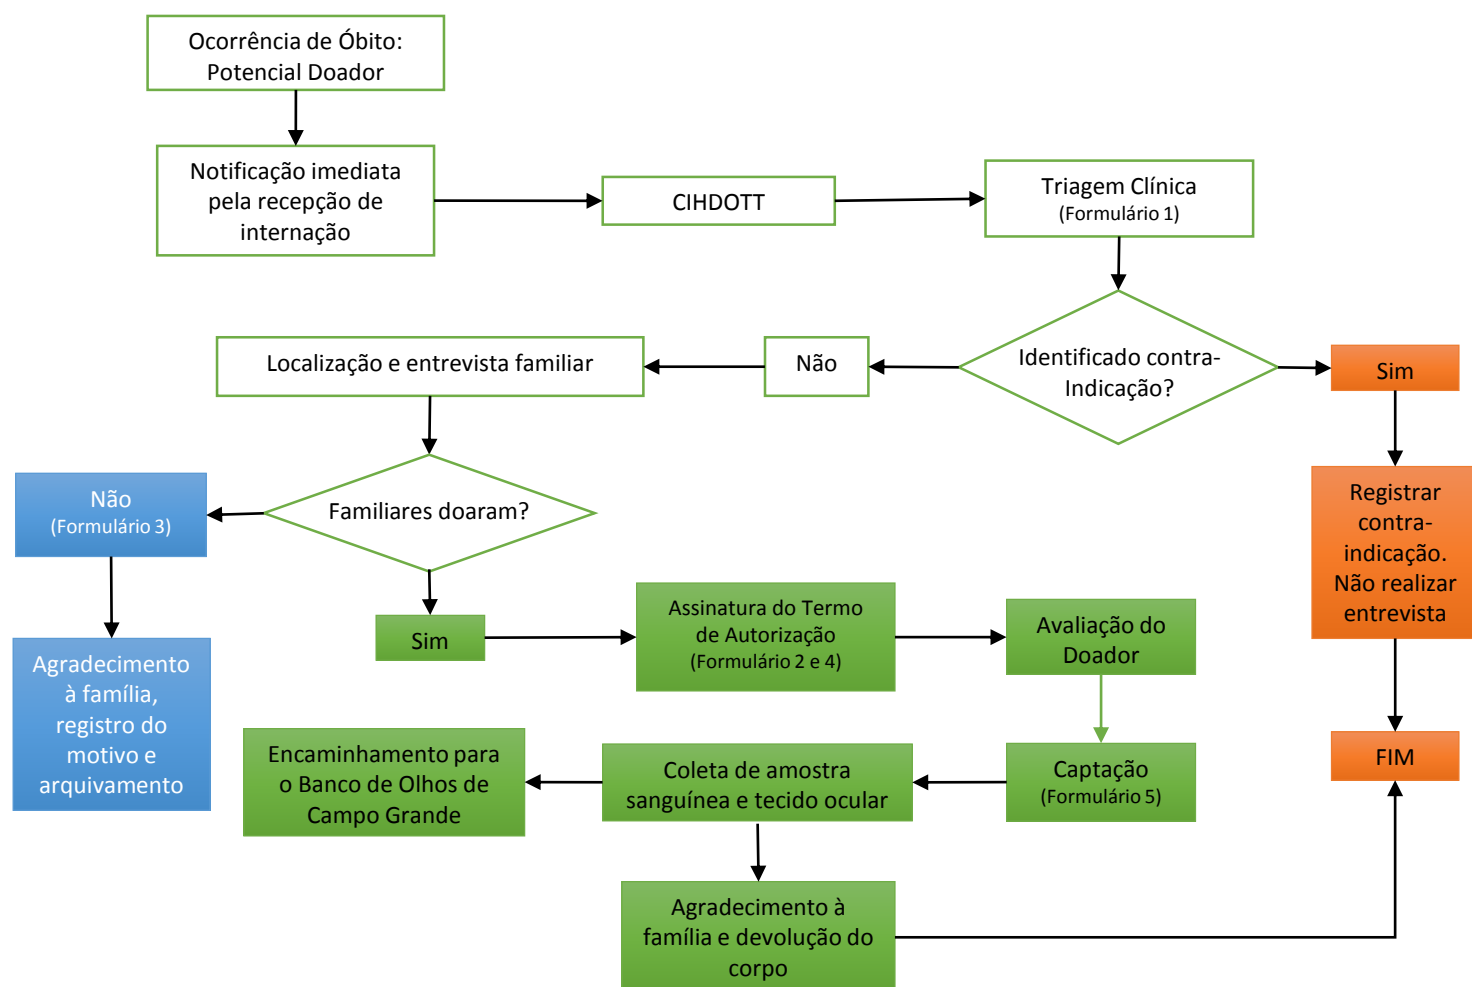 Ocorrência de Óbito:
Potencial Doador
Notificação imediata
pela recepção de
internação
CIHDOTT
Triagem Clínica
(Formulário 1)
Identificado contra-
Indicação?
Não
Localização e entrevista familiar
Sim
Registrar
contra-
indicação.
Não realizar
entrevista
FIM
Familiares doaram?
Não
(Formulário 3)
Agradecimento
à família,
registro do
motivo e
arquivamento
Sim
Assinatura do Termo
de Autorização
(Formulário 2 e 4)
Avaliação do
Doador
Captação
(Formulário 5)
Coleta de amostra
sanguínea e tecido ocular
Encaminhamento para
o Banco de Olhos de
Campo Grande
Agradecimento à
família e devolução do
corpo